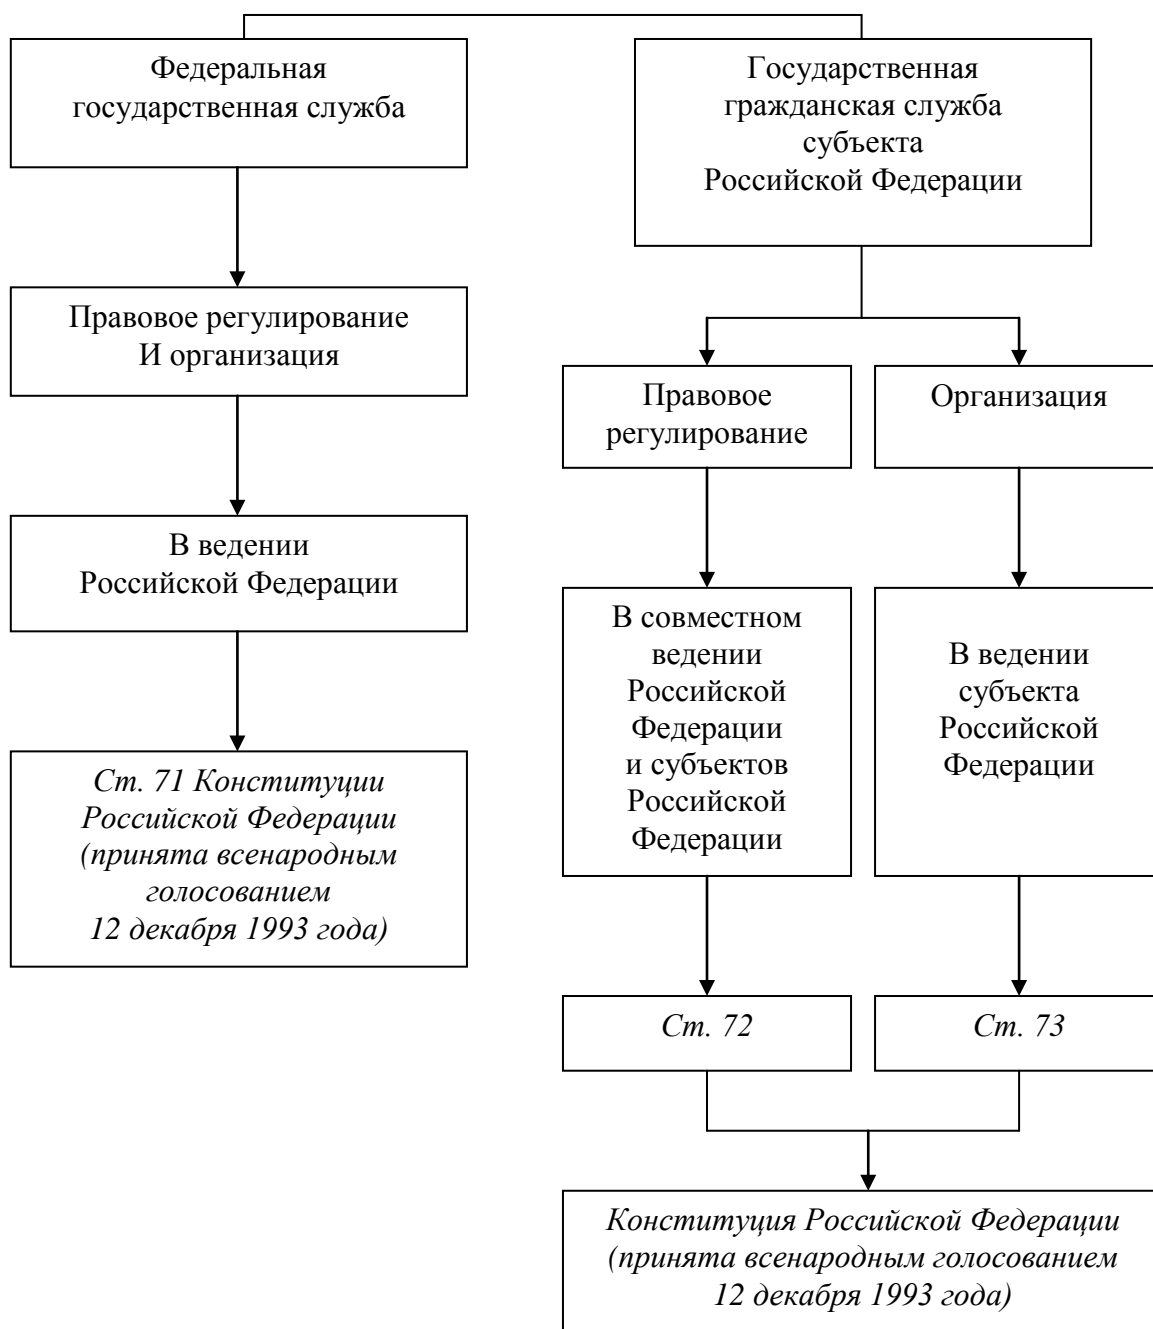 Федеральная
государственная служба
Государственная
гражданская служба
субъекта
Российской Федерации
Правовое регулирование
И организация
Правовое
регулирование
Организация
В ведении
Российской Федерации
В совместном
ведении
Российской
Федерации
и субъектов
Российской
Федерации
В ведении
субъекта
Российской
Федерации
Ст. 71 Конституции
Российской Федерации
(принята всенародным
голосованием
12 декабря 1993 года)
Ст. 72
Ст. 73
Конституция Российской Федерации
(принята всенародным голосованием
12 декабря 1993 года)